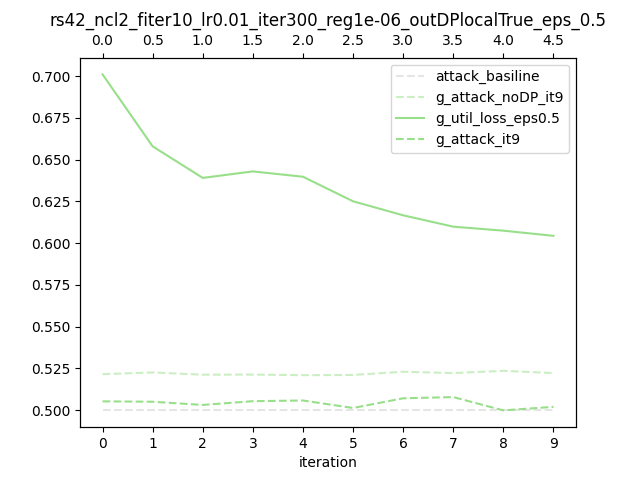 rs42_ncl2_fiter10_lr0.01_iter300_reg1e-06_outDPlocalTrue_eps_0.5
0.0 0.5 1.0 1.5 2.0 2.5 3.0 3.5 4.0 4.5
attack_basiline
g_attack_noDP_it9
g_util_loss_eps0.5
g_attack_it9
0.700
0.675
0.650
0.625
0.600
0.575
0.550
0.525
0.500
0 1 2 3 4 5 6 7 8 9
iteration